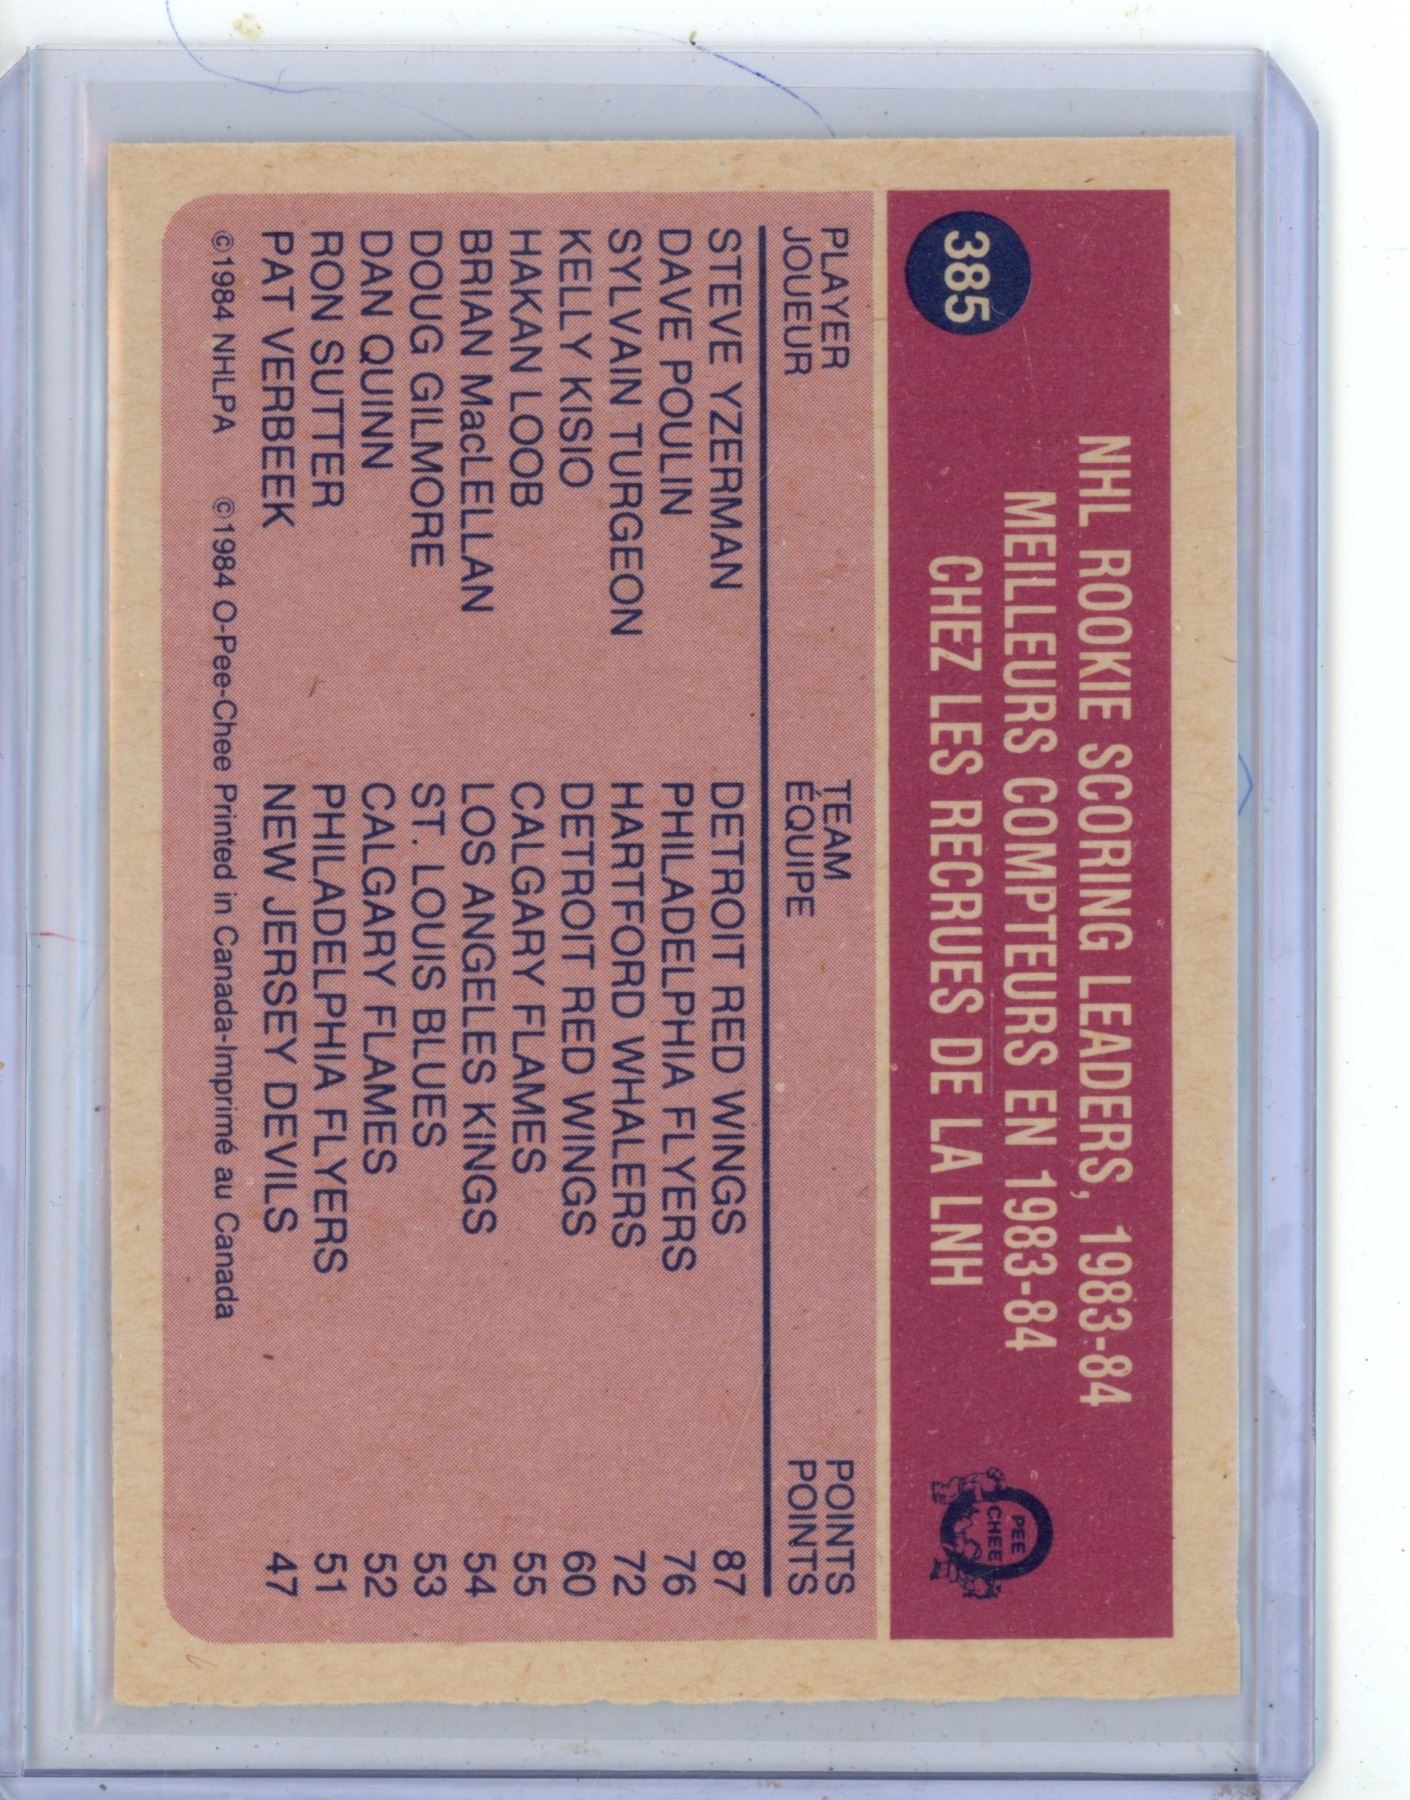 385
NHL ROOKIE SCORING LEADERS, 1983-84
MEILLEURS COMPTEURS EN 1983-84
CHEZ LES RECRUES DE LA LNH
PEE
CHEE
PLAYER TEAM POINTS
JOUEUR ÉQUIPE POINTS
STEVE YZERMAN DETROIT RED WINGS 87
DAVE POULIN PHILADELPHIA FLYERS 76
SYLVAIN TURGEON HARTFORD WHALERS 72
KELLY KISIO DETROIT RED WINGS 60
HAKAN LOOB CALGARY FLAMES 55
BRIAN MacLELLAN LOS ANGELES KINGS 54
DOUG GILMORE ST. LOUIS BLUES 53
DAN QUINN CALGARY FLAMES 52
RON SUTTER PHILADELPHIA FLYERS 51
PAT VERBEEK NEW JERSEY DEVILS 47
©1984 NHLPA ©1984 O-Pee-Chee Printed in Canada-Imprimé au Canada